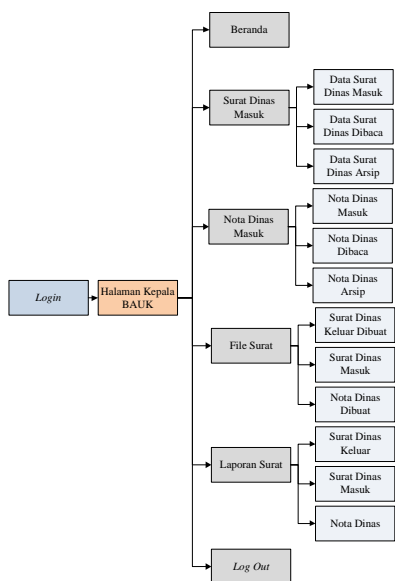 Login
Halaman Kepala
BAUK
Beranda
Surat Dinas
Masuk
Data Surat
Dinas Masuk
Data Surat
Dinas Dibaca
Data Surat
Dinas Arsip
Nota Dinas
Masuk
Nota Dinas
Masuk
Nota Dinas
Dibaca
Nota Dinas
Arsip
File Surat
Surat Dinas
Keluar Dibuat
Surat Dinas
Masuk
Nota Dinas
Dibuat
Laporan Surat
Surat Dinas
Keluar
Surat Dinas
Masuk
Nota Dinas
Log Out